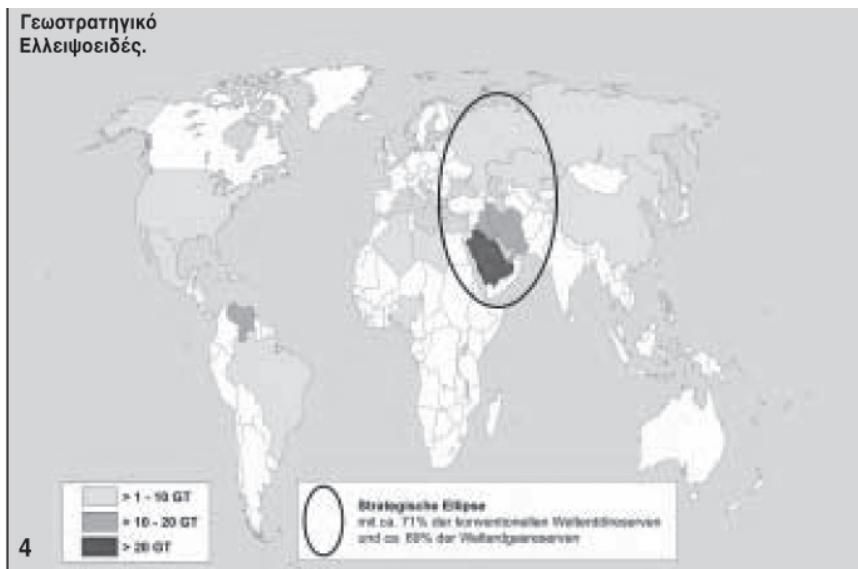 Γεωστρατηγικό
Ελλειψοειδές.
> 1 - 10 GT
> 10 - 20 GT
> 20 GT
Strategische Ellipse
mit ca. 71% der konventionellen Welterdölreserven
und ca. 69% der Welterdgasreserven
4